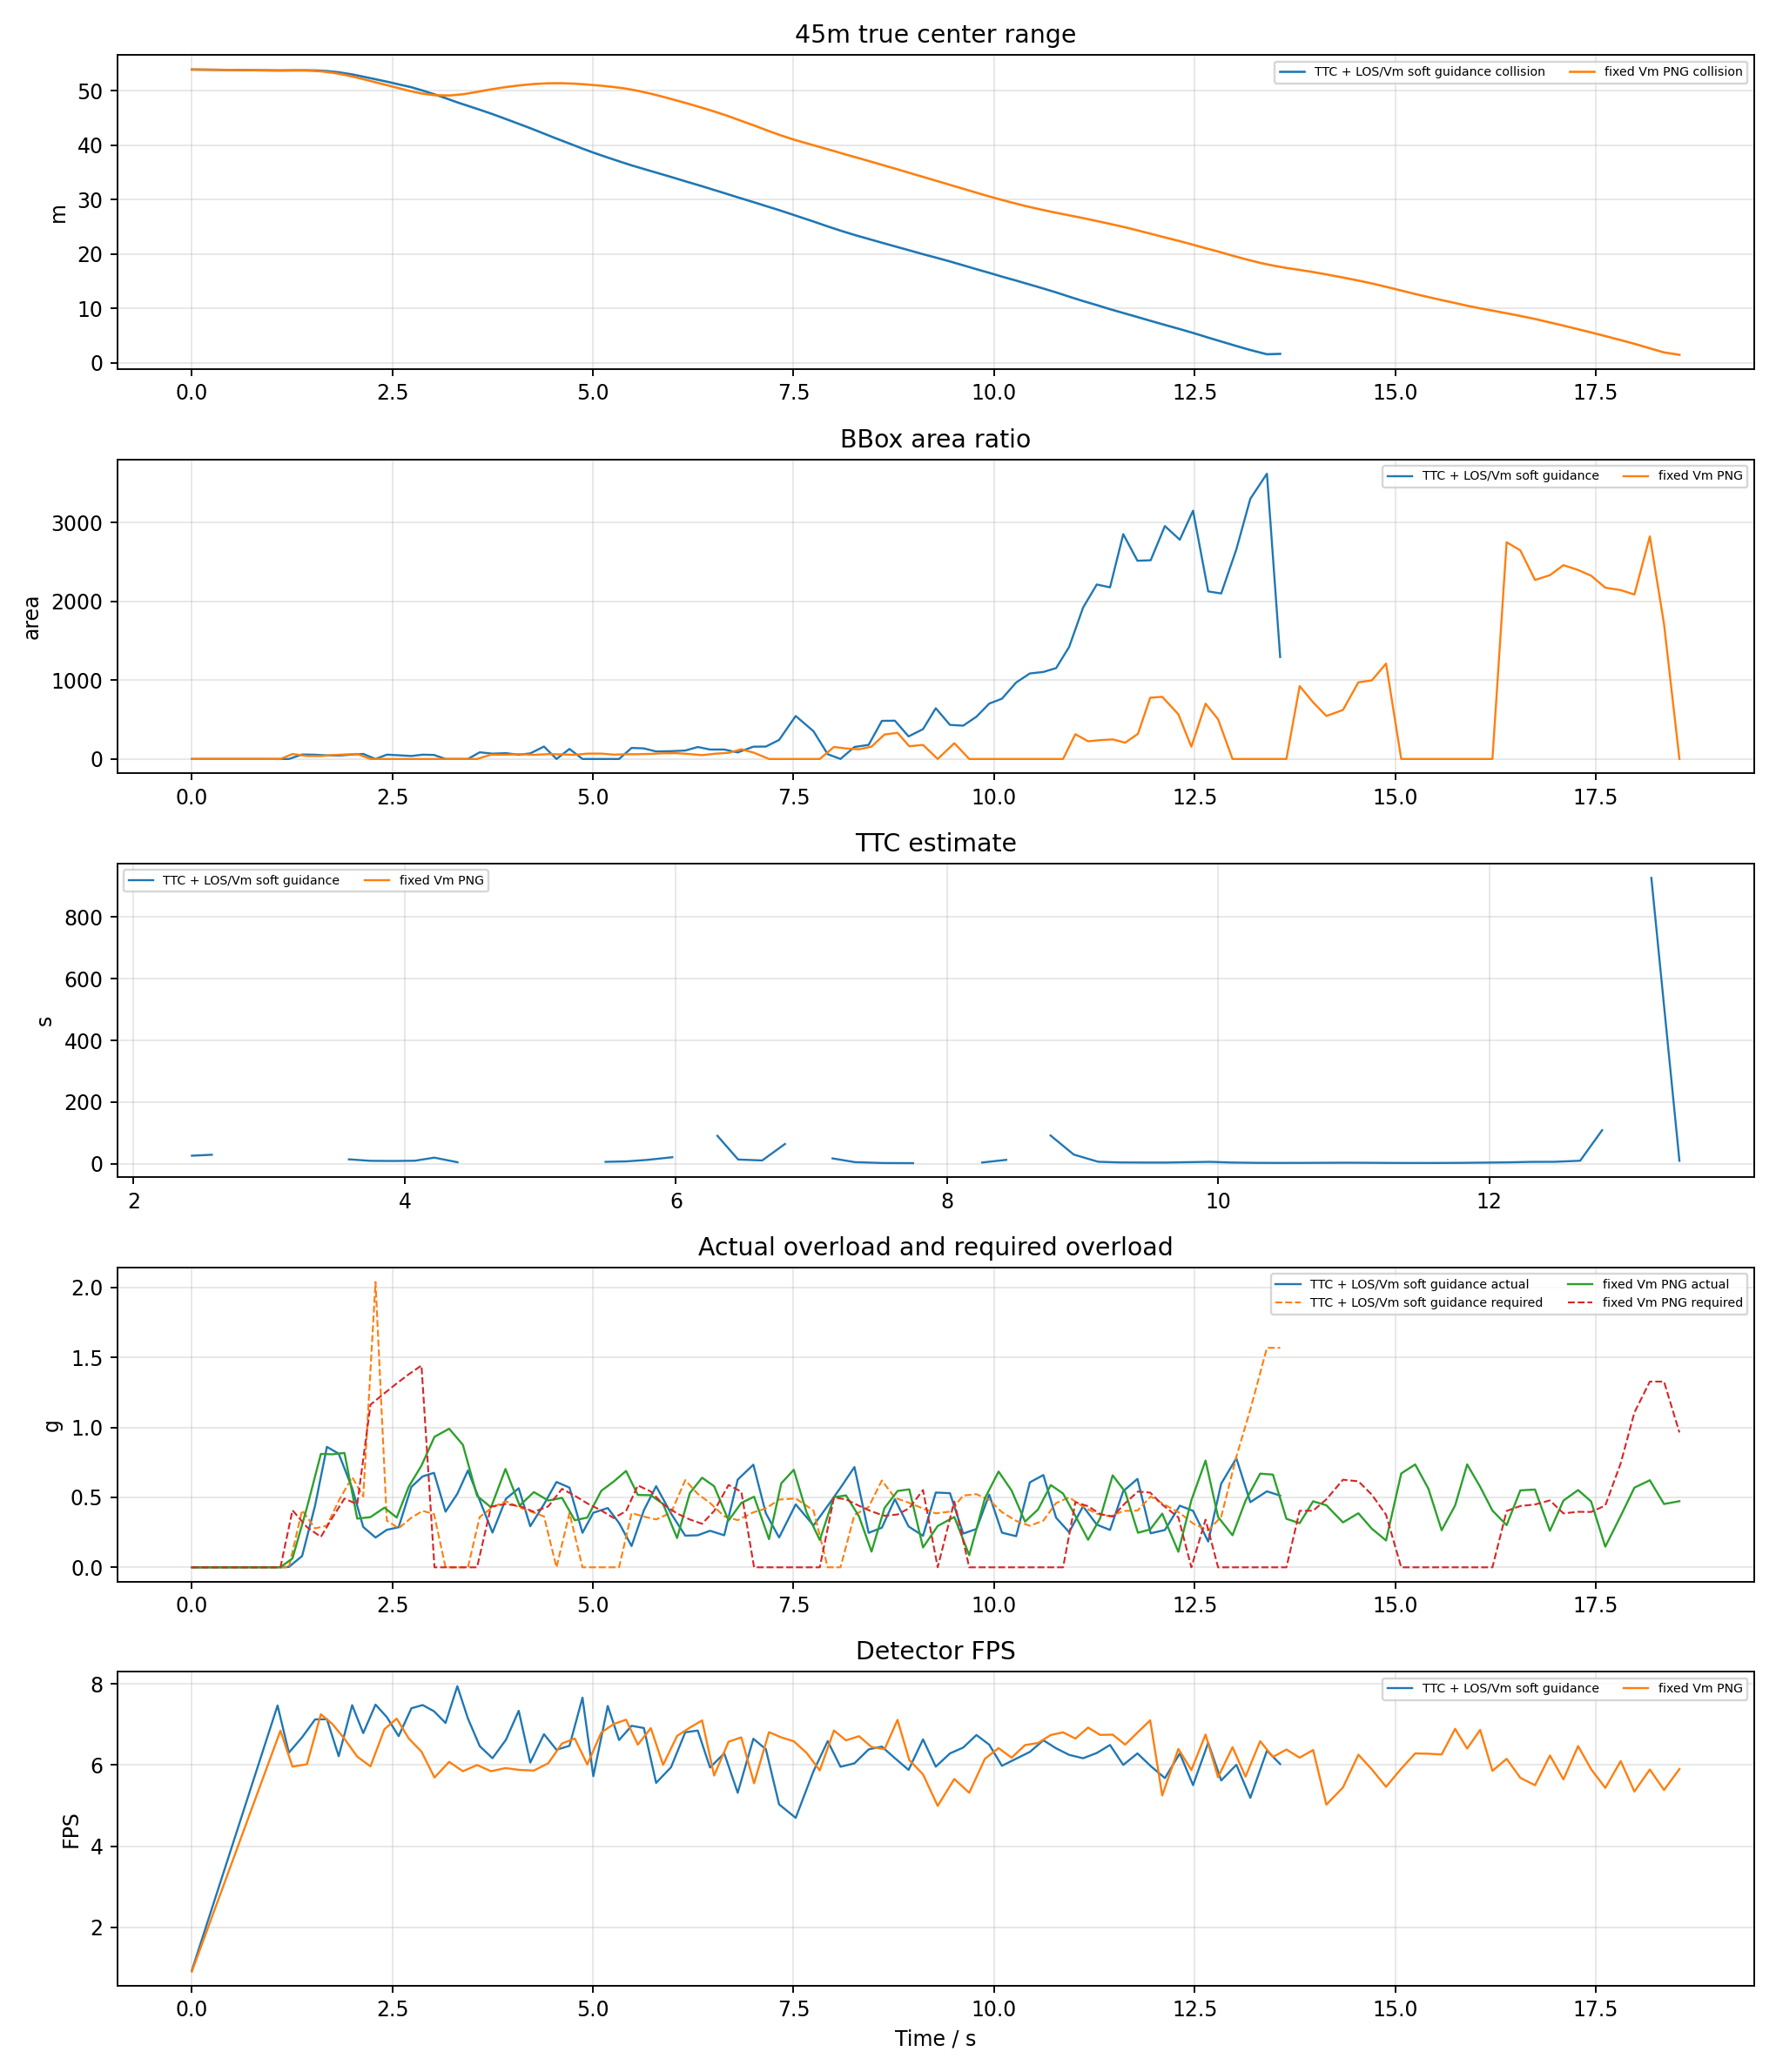 45m true center range
TTC + LOS/Vm soft guidance collision fixed Vm PNG collision
50
40
30
20
10
0
m
0.0 2.5 5.0 7.5 10.0 12.5 15.0 17.5
BBox area ratio
TTC + LOS/Vm soft guidance fixed Vm PNG
3000
2000
1000
0
area
0.0 2.5 5.0 7.5 10.0 12.5 15.0 17.5
TTC estimate
TTC + LOS/Vm soft guidance fixed Vm PNG
800
600
400
200
0
s
2 4 6 8 10 12
Actual overload and required overload
TTC + LOS/Vm soft guidance actual fixed Vm PNG actual
TTC + LOS/Vm soft guidance required fixed Vm PNG required
2.0
1.5
1.0
0.5
0.0
g
0.0 2.5 5.0 7.5 10.0 12.5 15.0 17.5
Detector FPS
TTC + LOS/Vm soft guidance fixed Vm PNG
8
6
4
2
FPS
0.0 2.5 5.0 7.5 10.0 12.5 15.0 17.5
Time / s